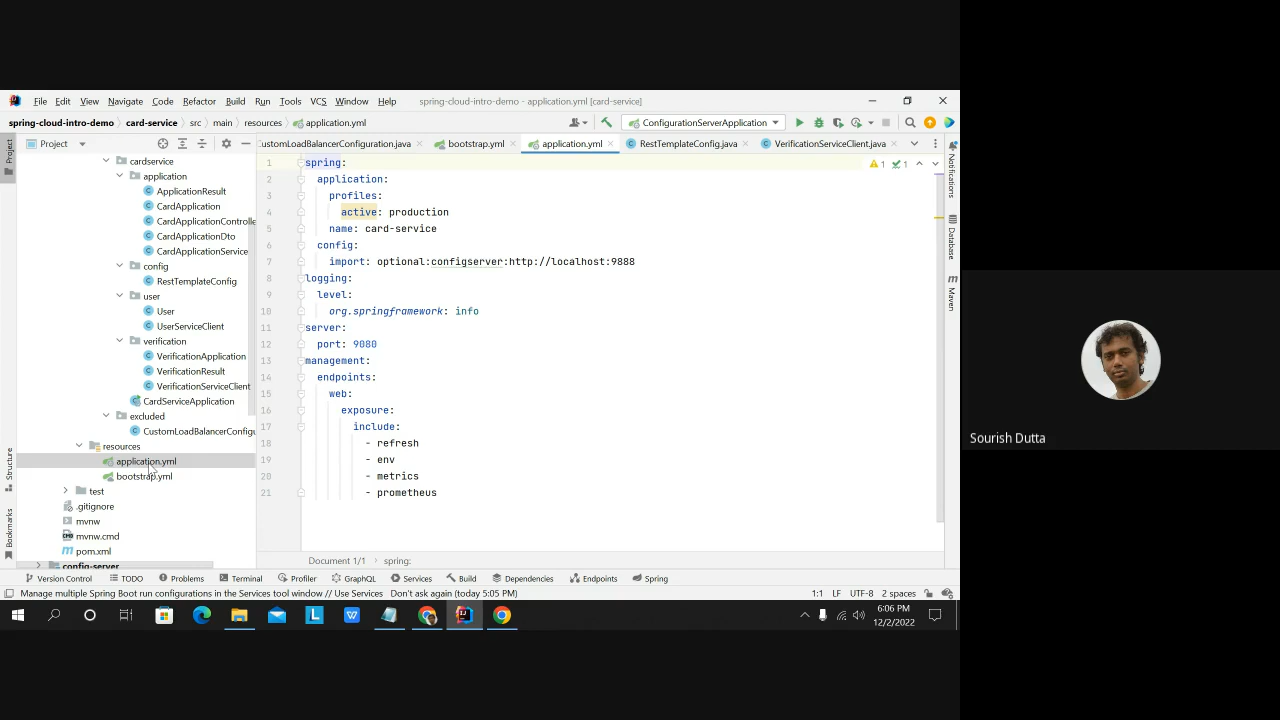 File Edit View Navigate Code Refactor Build Run Tools VCS Window Help spring-cloud-intro-demo - application.yml [card-service]
spring-cloud-intro-demo card-service src main resources application.yml ConfigurationServerApplication
Project
CustomLoadBalancerConfiguration.java bootstrap.yml application.yml RestTemplateConfig.java VerificationServiceClient.java
Project
Structure
Bookmarks
cardservice
application
ApplicationResult
CardApplication
CardApplicationControlle
CardApplicationDto
CardApplicationService
config
RestTemplateConfig
user
User
UserServiceClient
verification
VerificationApplication
VerificationResult
VerificationServiceClient
CardServiceApplication
excluded
CustomLoadBalancerConfigu
resources
application.yml
bootstrap.yml
test
.gitignore
mvnw
mvnw.cmd
pom.xml
config-server
1 spring:
2 application:
3 profiles:
4 active: production
5 name: card-service
6 config:
7 import: optional:configserver:http://localhost:9888
8 logging:
9 level:
10 org.springframework: info
11 server:
12 port: 9080
13 management:
14 endpoints:
15 web:
16 exposure:
17 include:
18 - refresh
19 - env
20 - metrics
21 - prometheus
1 1
Notifications
Database
Maven
Document 1/1 spring:
Version Control TODO Problems Terminal Profiler GraphQL Services Build Dependencies Endpoints Spring
Manage multiple Spring Boot run configurations in the Services tool window // Use Services Don't ask again (today 5:05 PM) 1:1 LF UTF-8 2 spaces
6:06 PM
12/2/2022
Sourish Dutta